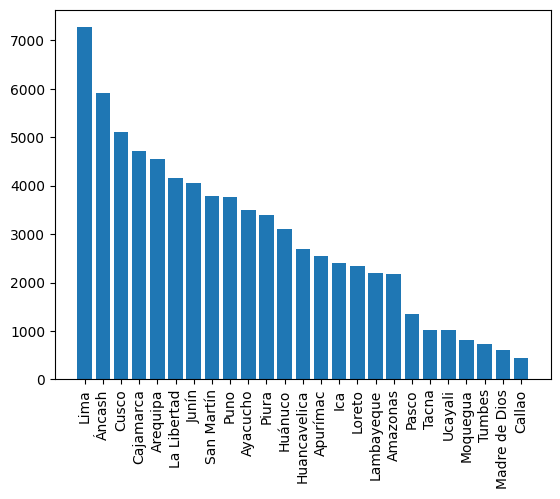 7000
6000
5000
4000
3000
2000
1000
0
Lima
Áncash
Cusco
Cajamarca
Arequipa
La Libertad
Junín
San Martín
Puno
Ayacucho
Piura
Huánuco
Huancavelica
Apurímac
Ica
Loreto
Lambayeque
Amazonas
Pasco
Tacna
Ucayali
Moquegua
Tumbes
Madre de Dios
Callao